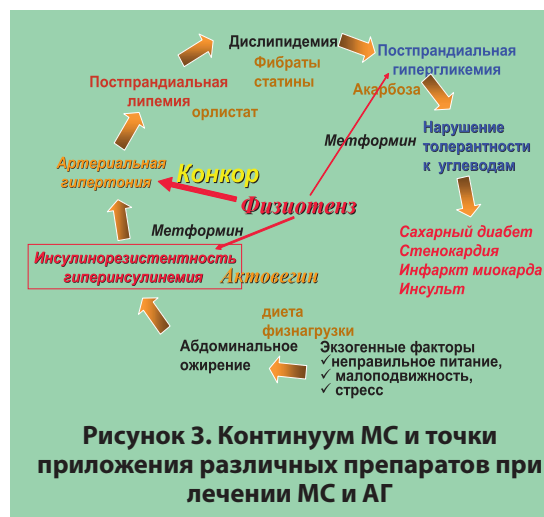 Дислипидемия
Фибраты
статины
Постпрандиальная
гипергликемия
Акарбоза
Постпрандиальная
липемия
орлистат
Метформин
Нарушение
толерантности
к углеводам
Артериальная
гипертония
Конкор
Физиотенз
Метформин
Инсулинорезистентность
гиперинсулинемия
Актовегин
Сахарный диабет
Стенокардия
Инфаркт миокарда
Инсульт
диета
физнагрузки
Абдоминальное
ожирение
Экзогенные факторы
✓неправильное питание,
✓ малоподвижность,
✓ стресс
Рисунок 3. Континуум МС и точки
приложения различных препаратов при
лечении МС и АГ